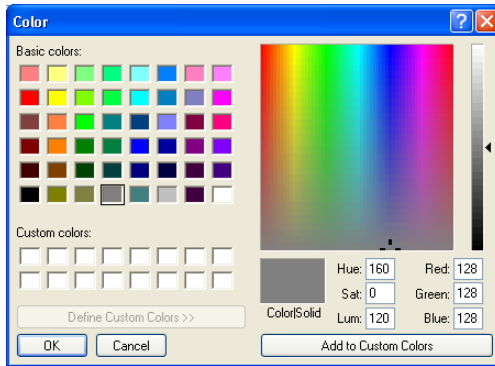 Color
Basic colors:
Custom colors:
Define Custom Colors >>
OK Cancel
Color|Solid
Hue: 160 Red: 128
Sat: 0 Green: 128
Lum: 120 Blue: 128
Add to Custom Colors